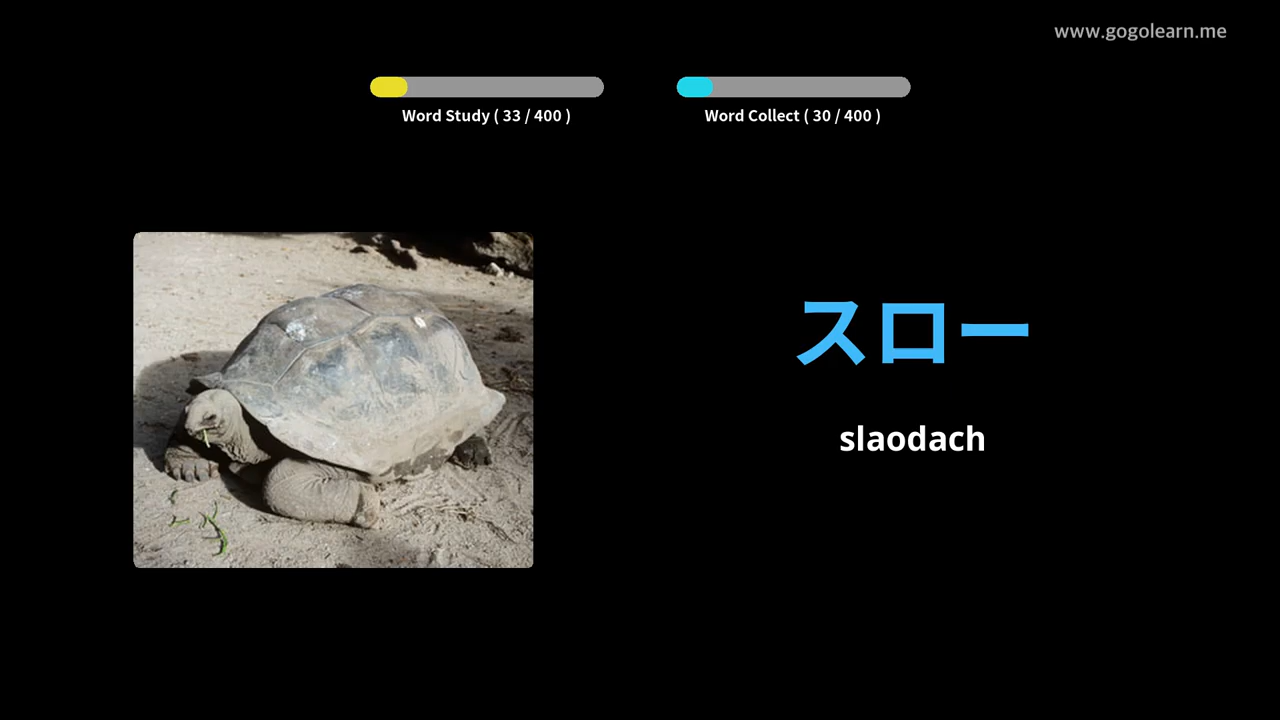 www.gogolearn.me
Word Study ( 33 / 400 )
Word Collect ( 30 / 400 )
スロー
slaodach